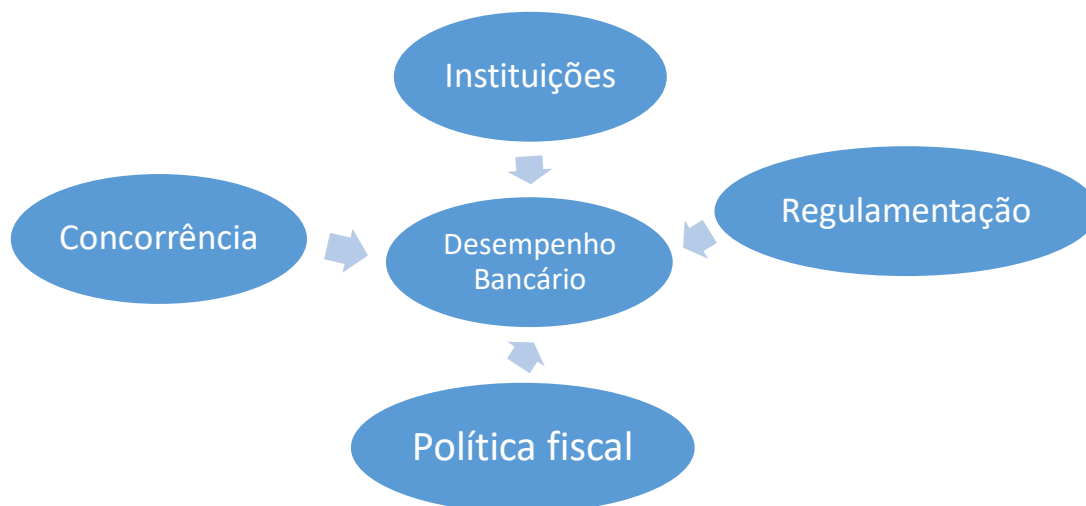 Instituições
Regulamentação
Concorrência
Desempenho
Bancário
Política fiscal